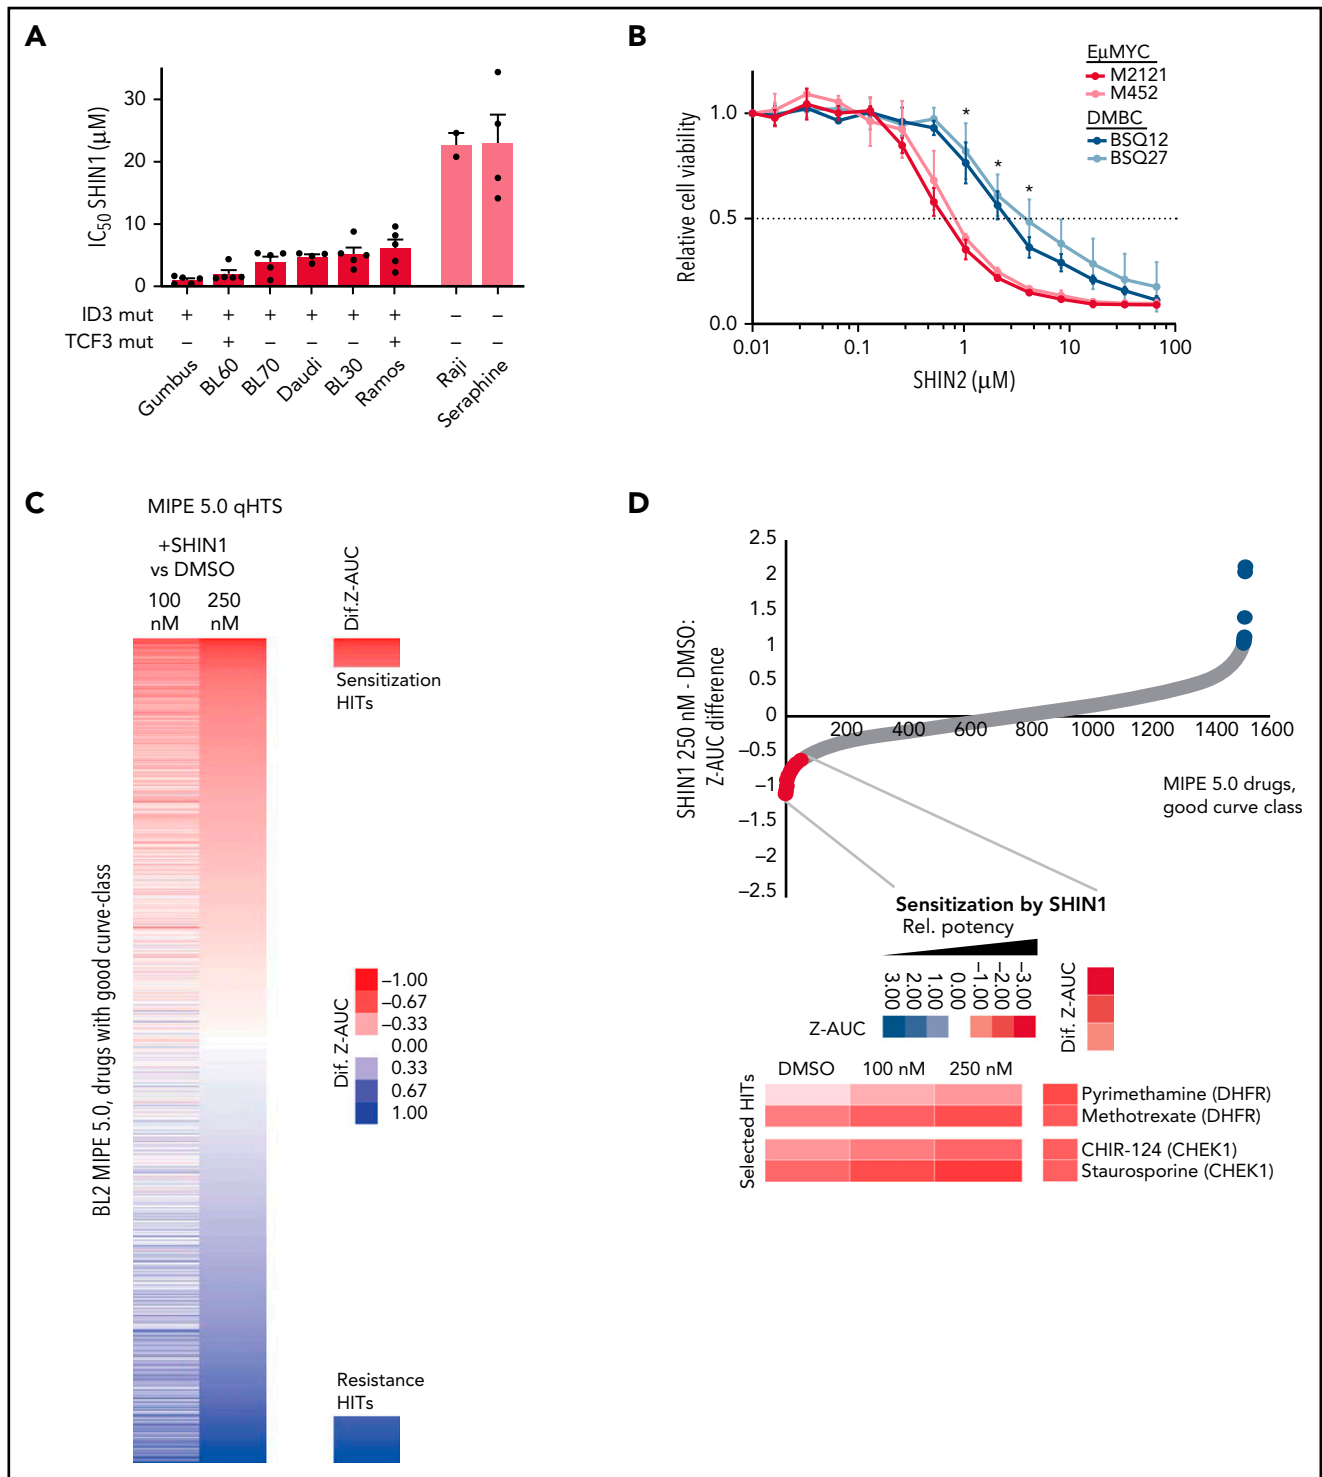 A
IC50 SHIN1 (μM)
30
20
10
0
ID3 mut + + + + + + – –
TCF3 mut – + – – – + – –
Gumbus BL60 BL70 Daudi BL30 Ramos Raji Seraphine
B
EμMYC
M2121
M452
DMBC
BSQ12
BSQ27
Relative cell viability
1.0
0.5
0.0
* * *
0.01 0.1 1 10 100
SHIN2 (μM)
C
MIPE 5.0 qHTS
+SHIN1
vs DMSO
100 250
nM nM
Dif.Z-AUC
Sensitization
HITs
BL2 MIPE 5.0, drugs with good curve-class
Dif. Z-AUC
–1.00
–0.67
–0.33
0.00
0.33
0.67
1.00
Resistance
HITs
D
SHIN1 250 nM - DMSO:
Z-AUC difference
2.5
2
1.5
1
0.5
0
–0.5
–1
–1.5
–2
–2.5
200 400 600 800 1000 1200 1400 1600
MIPE 5.0 drugs,
good curve class
Sensitization by SHIN1
Rel. potency
3.00 2.00 1.00 0.00 –1.00 –2.00 –3.00
Z-AUC
Dif. Z-AUC
DMSO 100 nM 250 nM
Selected HITs
Pyrimethamine (DHFR)
Methotrexate (DHFR)
CHIR-124 (CHEK1)
Staurosporine (CHEK1)